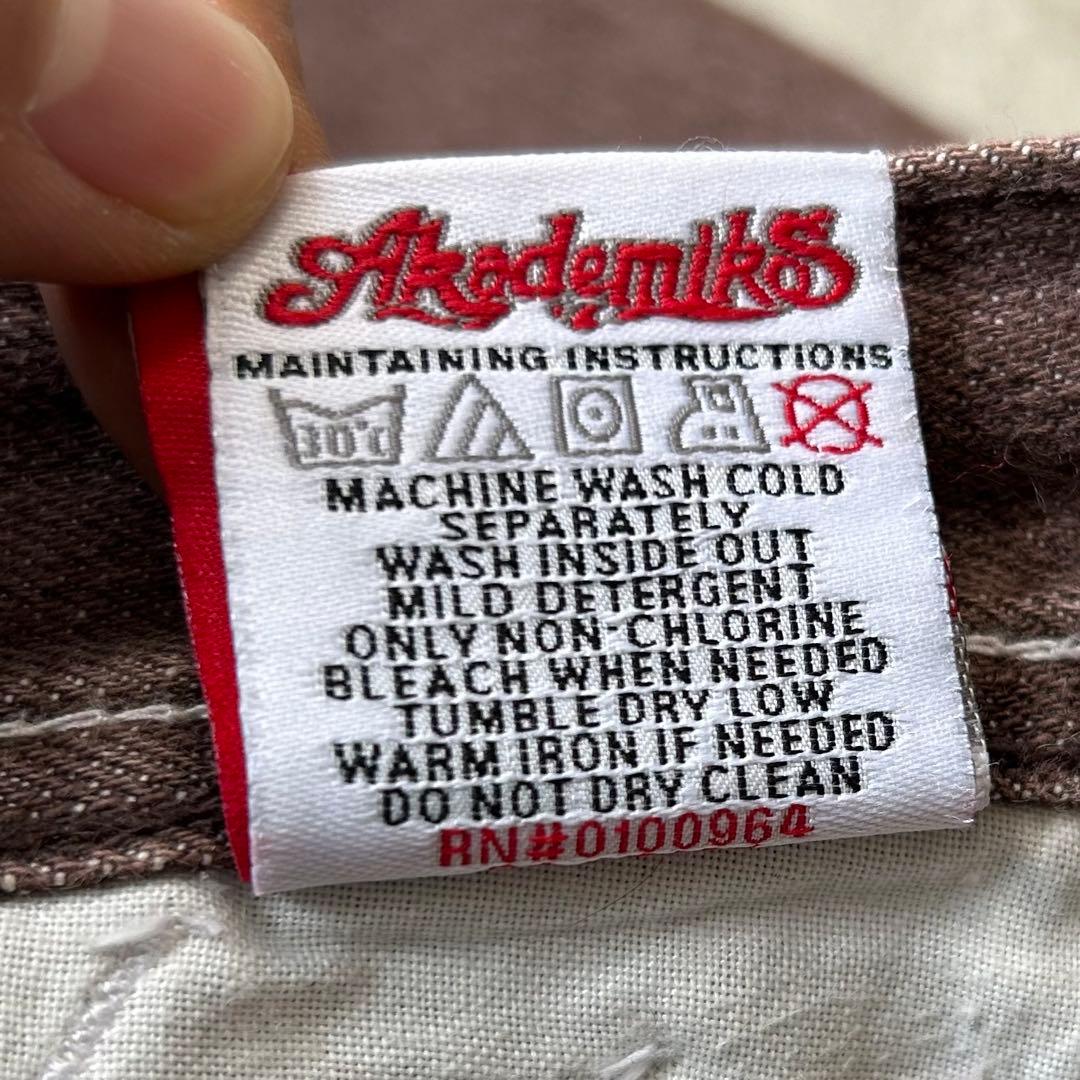 Akademiks
MAINTAINING INSTRUCTIONS
30°C
MACHINE WASH COLD
SEPARATELY
WASH INSIDE OUT
MILD DETERGENT
ONLY NON-CHLORINE
BLEACH WHEN NEEDED
TUMBLE DRY LOW
WARM IRON IF NEEDED
DO NOT DRY CLEAN
RN#0100964